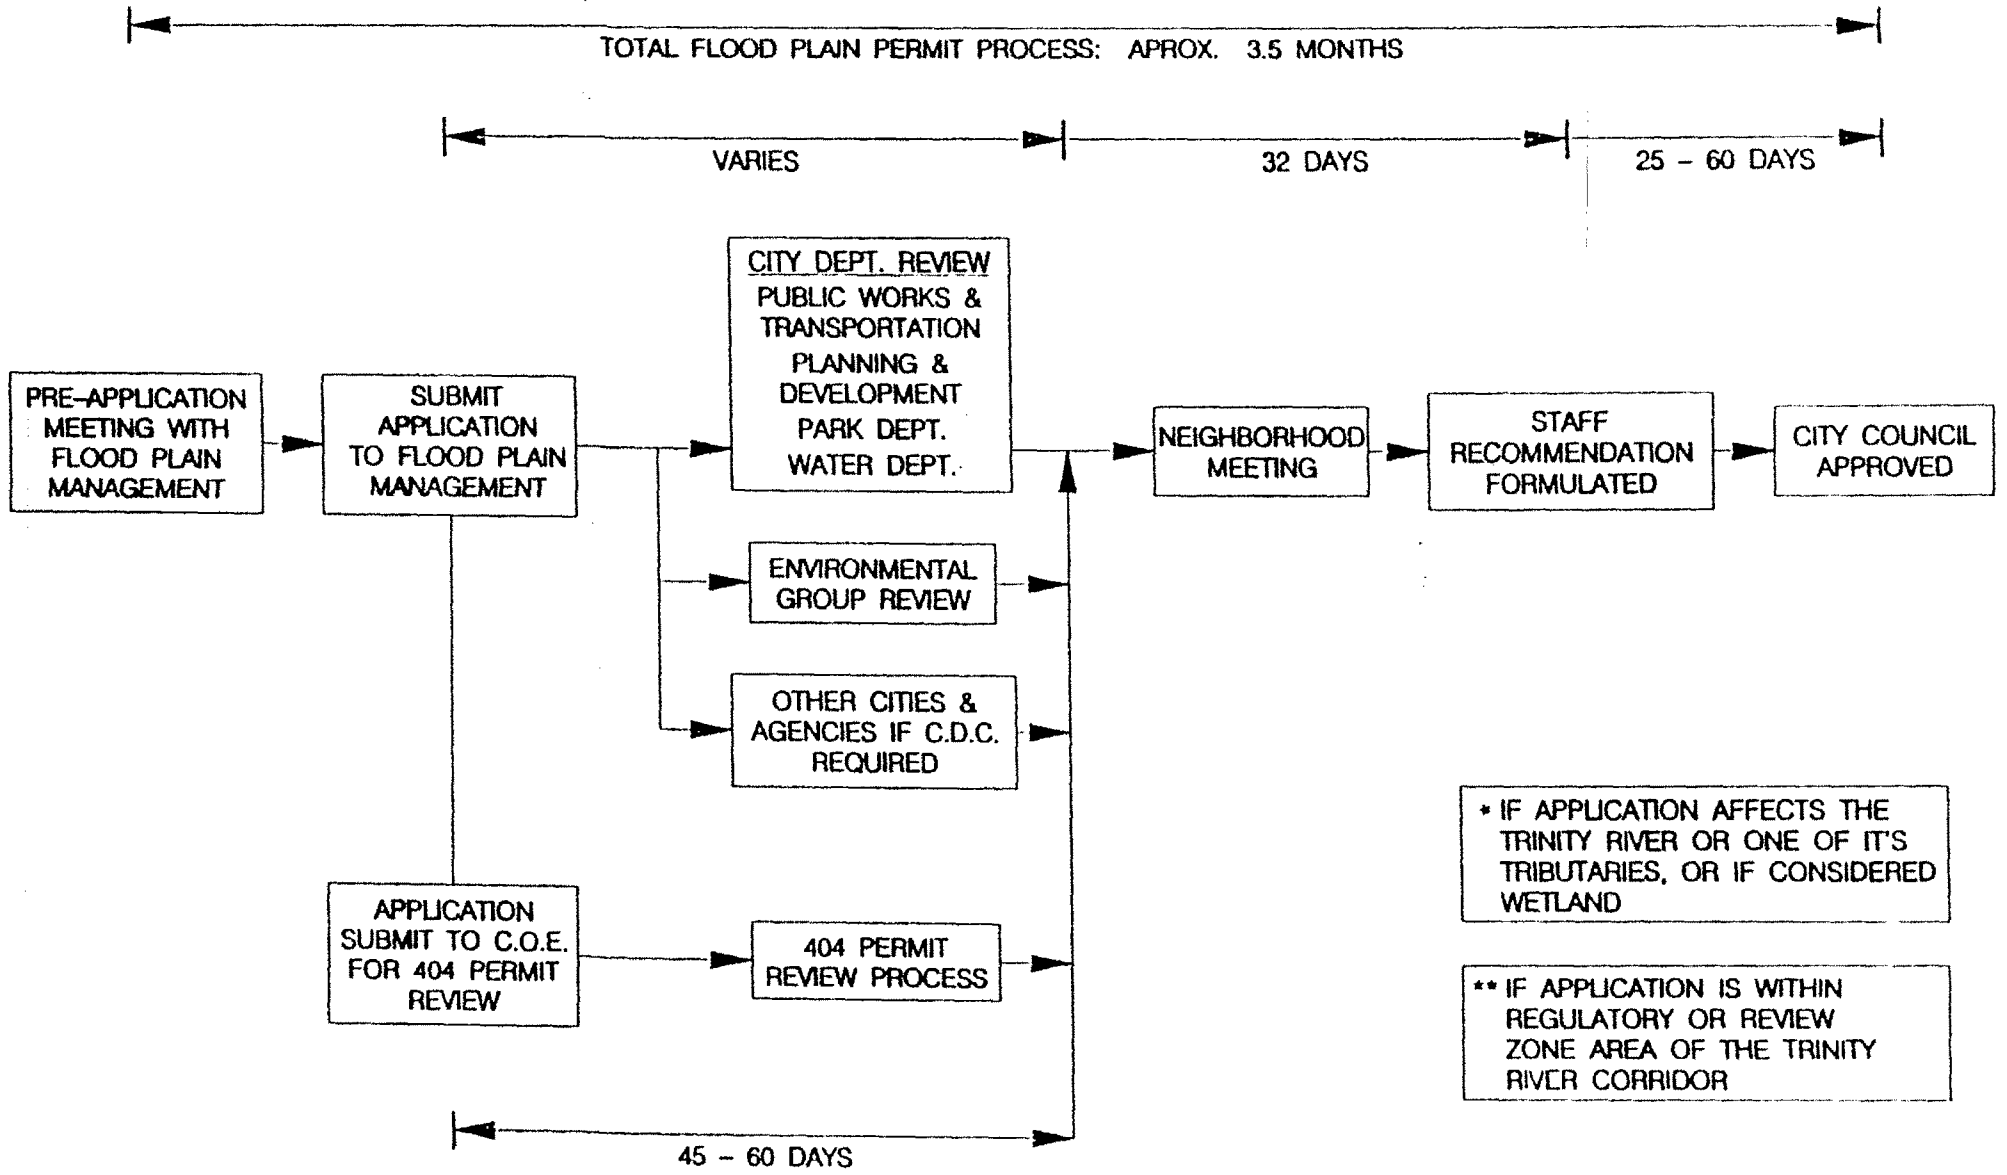 TOTAL FLOOD PLAIN PERMIT PROCESS: APROX. 3.5 MONTHS
VARIES
32 DAYS
25 - 60 DAYS
PRE-APPLICATION
MEETING WITH
FLOOD PLAIN
MANAGEMENT
SUBMIT
APPLICATION
TO FLOOD PLAIN
MANAGEMENT
CITY DEPT. REVIEW
PUBLIC WORKS &
TRANSPORTATION
PLANNING &
DEVELOPMENT
PARK DEPT.
WATER DEPT.
ENVIRONMENTAL
GROUP REVIEW
OTHER CITIES &
AGENCIES IF C.D.C.
REQUIRED
NEIGHBORHOOD
MEETING
STAFF
RECOMMENDATION
FORMULATED
CITY COUNCIL
APPROVED
APPLICATION
SUBMIT TO C.O.E.
FOR 404 PERMIT
REVIEW
404 PERMIT
REVIEW PROCESS
45 - 60 DAYS
* IF APPLICATION AFFECTS THE
TRINITY RIVER OR ONE OF IT'S
TRIBUTARIES, OR IF CONSIDERED
WETLAND
** IF APPLICATION IS WITHIN
REGULATORY OR REVIEW
ZONE AREA OF THE TRINITY
RIVER CORRIDOR